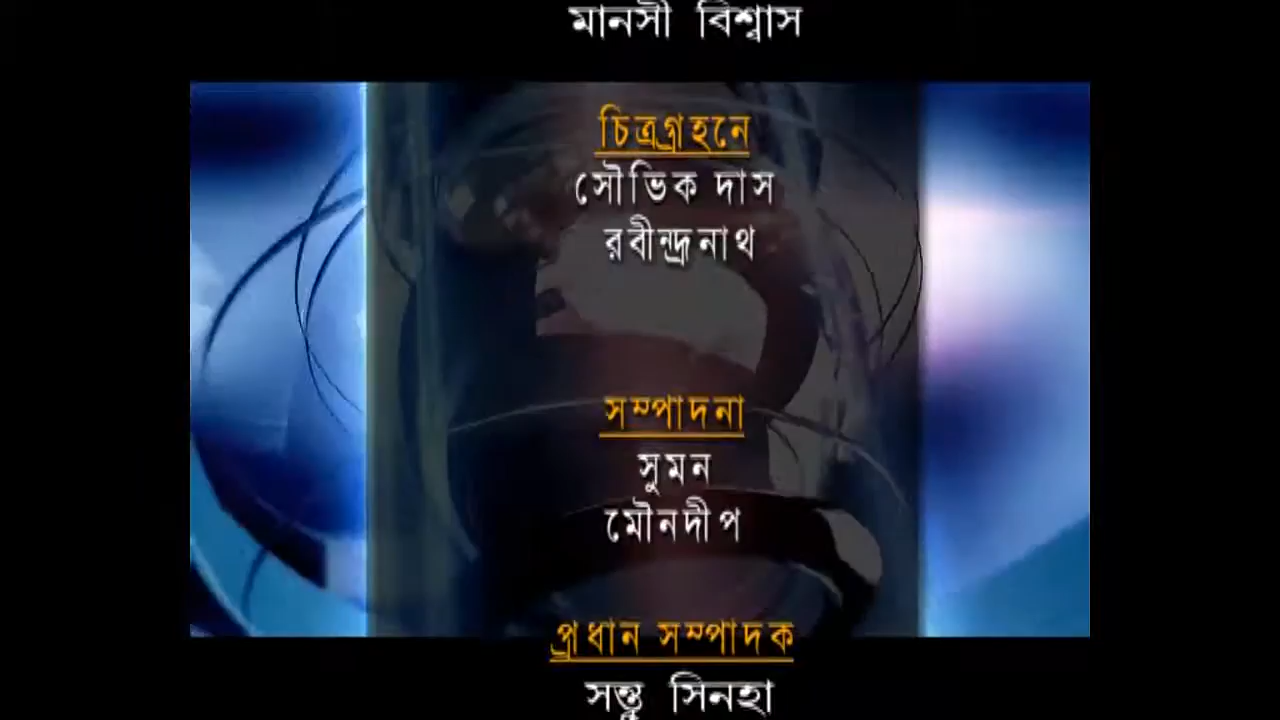 মানসী বিশ্বাস
চিত্রগ্রহনে
সৌভিক দাস
রবীন্দ্রনাথ
সম্পাদনা
সুমন
মৌনদীপ
প্রধান সম্পাদক
সন্তু সিনহা